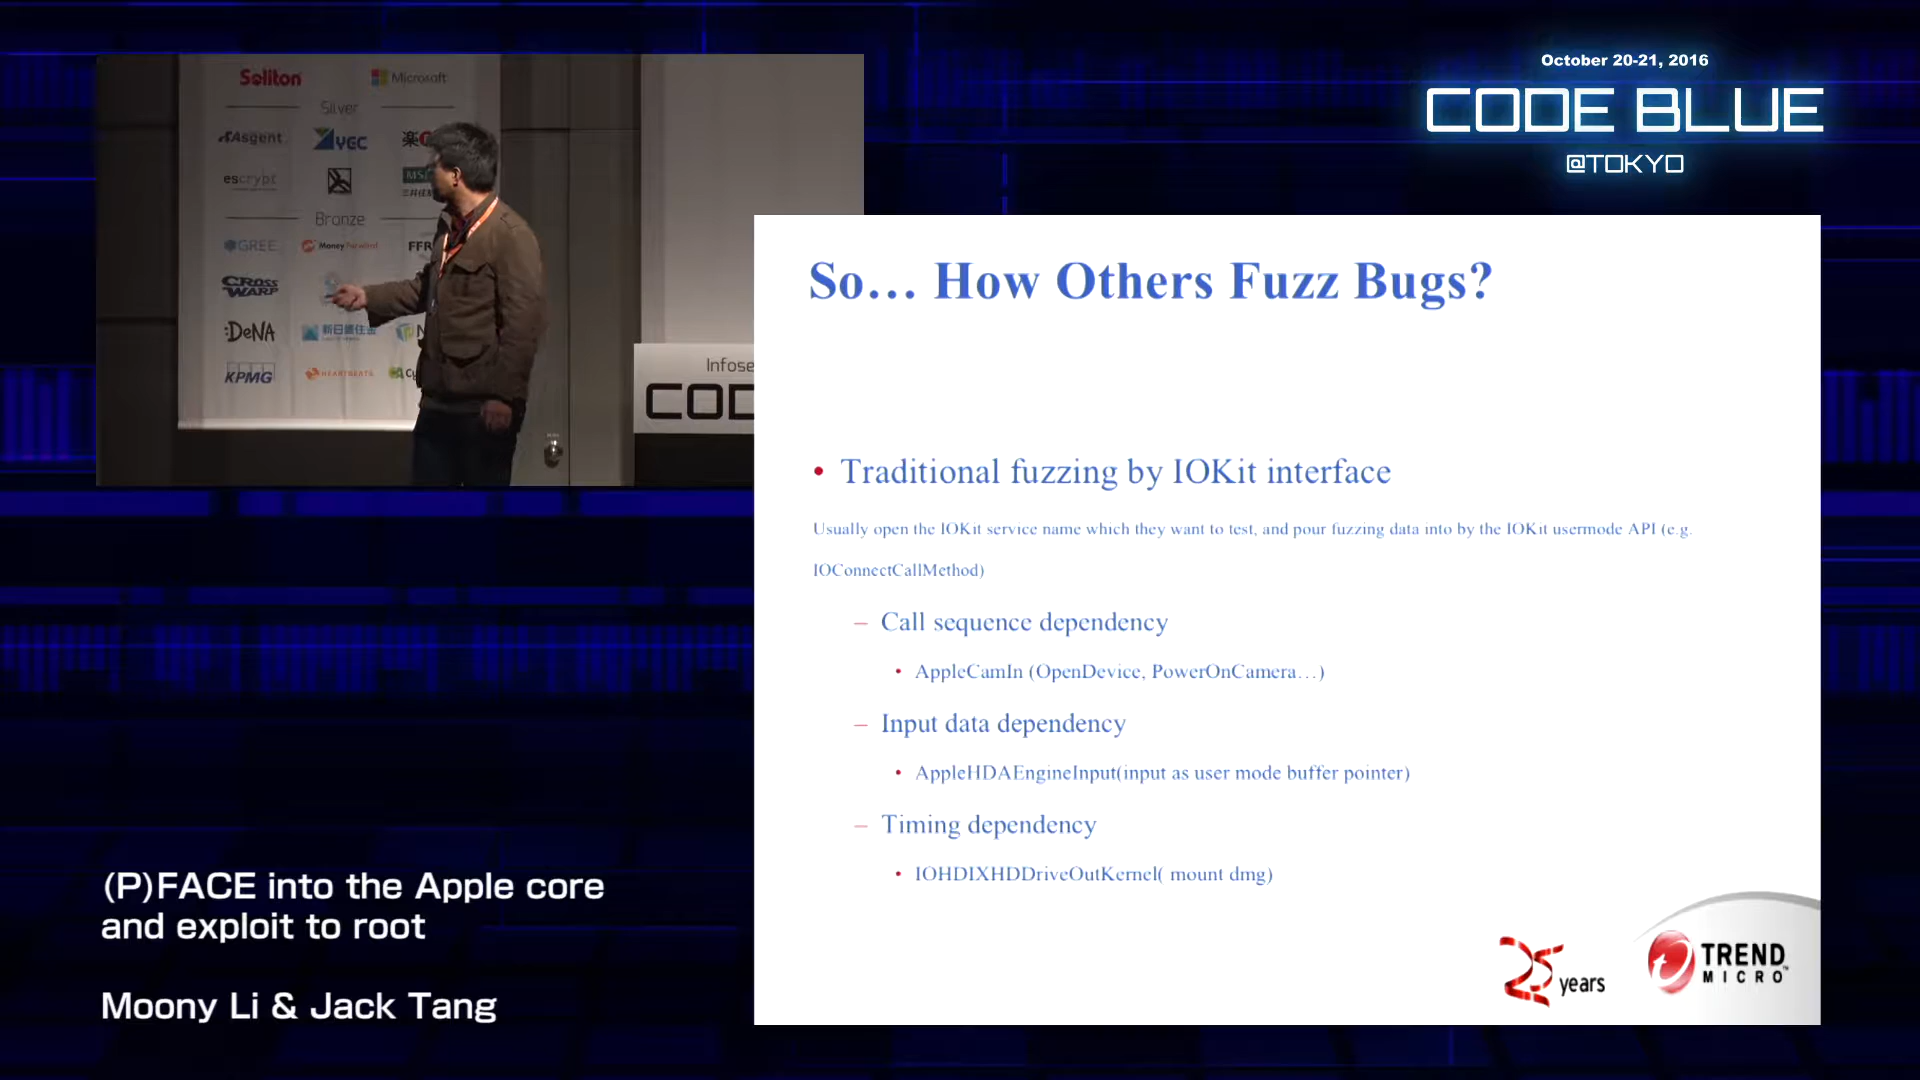 October 20-21, 2016
CODE BLUE
@TOKYO
Soliton
Microsoft
Silver
Asgent
YGC
楽
escrypt
MS
Bronze
GREE
Money Forward
FFR
CROSS WARP
DeNA
新日鉄住金
N
KPMG
HEARTBEATS
Cy
Infose
COD
So… How Others Fuzz Bugs?
• Traditional fuzzing by IOKit interface
Usually open the IOKit service name which they want to test, and pour fuzzing data into by the IOKit usermode API (e.g.
IOConnectCallMethod)
– Call sequence dependency
• AppleCamIn (OpenDevice, PowerOnCamera…)
– Input data dependency
• AppleHDAEngineInput(input as user mode buffer pointer)
– Timing dependency
• IOHDIXHDDriveOutKernel( mount dmg)
25 years
TREND
MICRO™
(P)FACE into the Apple core
and exploit to root
Moony Li & Jack Tang